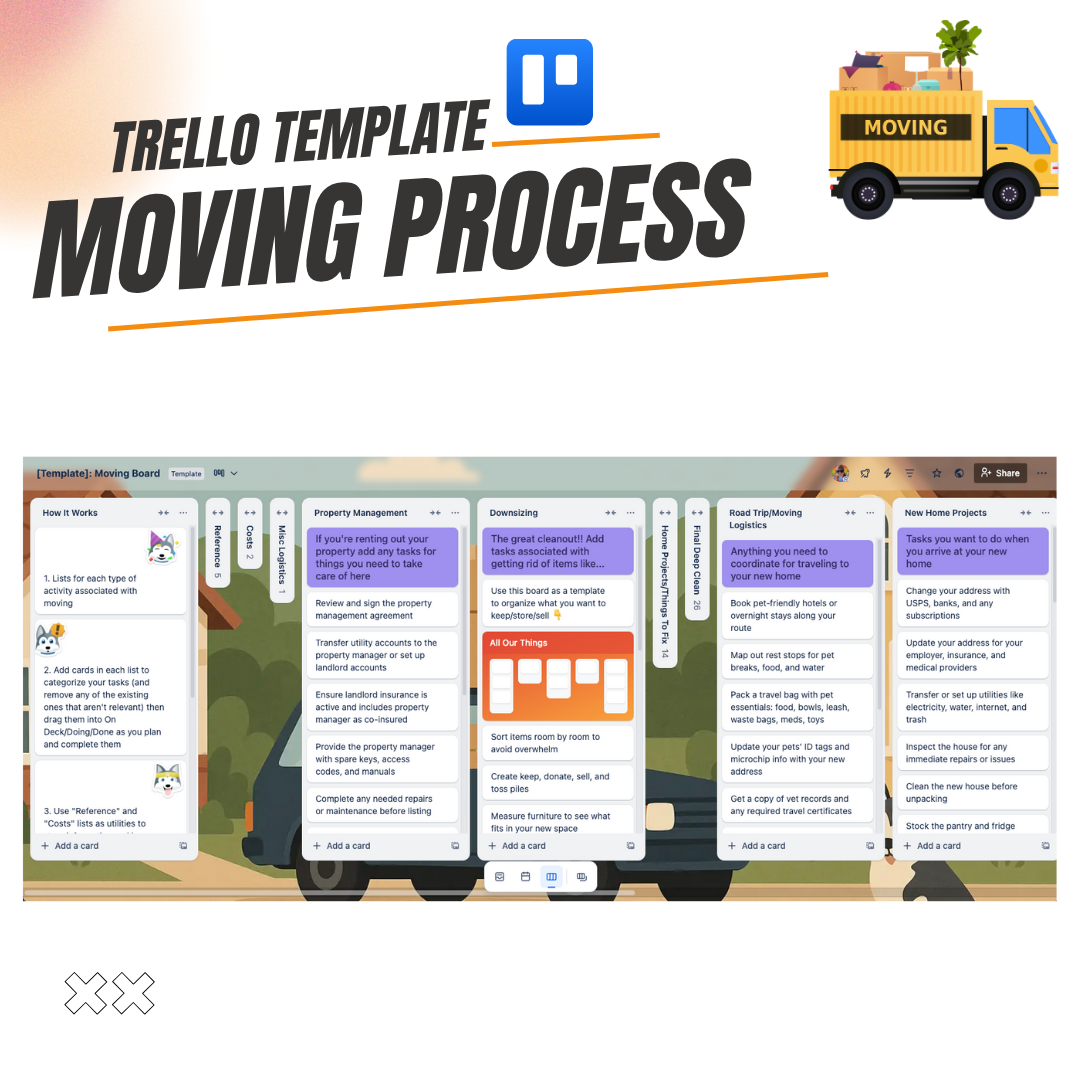 TRELLO TEMPLATE
MOVING PROCESS
MOVING
[Template]: Moving Board
Template
Share
How It Works
1. Lists for each type of
activity associated with
moving
2. Add cards in each list to
categorize your tasks (and
remove any of the existing
ones that aren't relevant) then
drag them into On
Deck/Doing/Done as you plan
and complete them
3. Use "Reference" and
"Costs" lists as utilities to
Add a card
Reference 5
Costs 2
Misc Logistics 1
Property Management
If you're renting out your
property add any tasks for
things you need to take
care of here
Review and sign the property
management agreement
Transfer utility accounts to the
property manager or set up
landlord accounts
Ensure landlord insurance is
active and includes property
manager as co-insured
Provide the property manager
with spare keys, access
codes, and manuals
Complete any needed repairs
or maintenance before listing
Add a card
Downsizing
The great cleanout!! Add
tasks associated with
getting rid of items like...
Use this board as a template
to organize what you want to
keep/store/sell 👇
All Our Things
Sort items room by room to
avoid overwhelm
Create keep, donate, sell, and
toss piles
Measure furniture to see what
fits in your new space
Add a card
Home Projects/Things To Fix 14
Final Deep Clean 26
Road Trip/Moving
Logistics
Anything you need to
coordinate for traveling to
your new home
Book pet-friendly hotels or
overnight stays along your
route
Map out rest stops for pet
breaks, food, and water
Pack a travel bag with pet
essentials: food, bowls, leash,
waste bags, meds, toys
Update your pets' ID tags and
microchip info with your new
address
Get a copy of vet records and
any required travel certificates
Add a card
New Home Projects
Tasks you want to do when
you arrive at your new
home
Change your address with
USPS, banks, and any
subscriptions
Update your address for your
employer, insurance, and
medical providers
Transfer or set up utilities like
electricity, water, internet, and
trash
Inspect the house for any
immediate repairs or issues
Clean the new house before
unpacking
Stock the pantry and fridge
Add a card